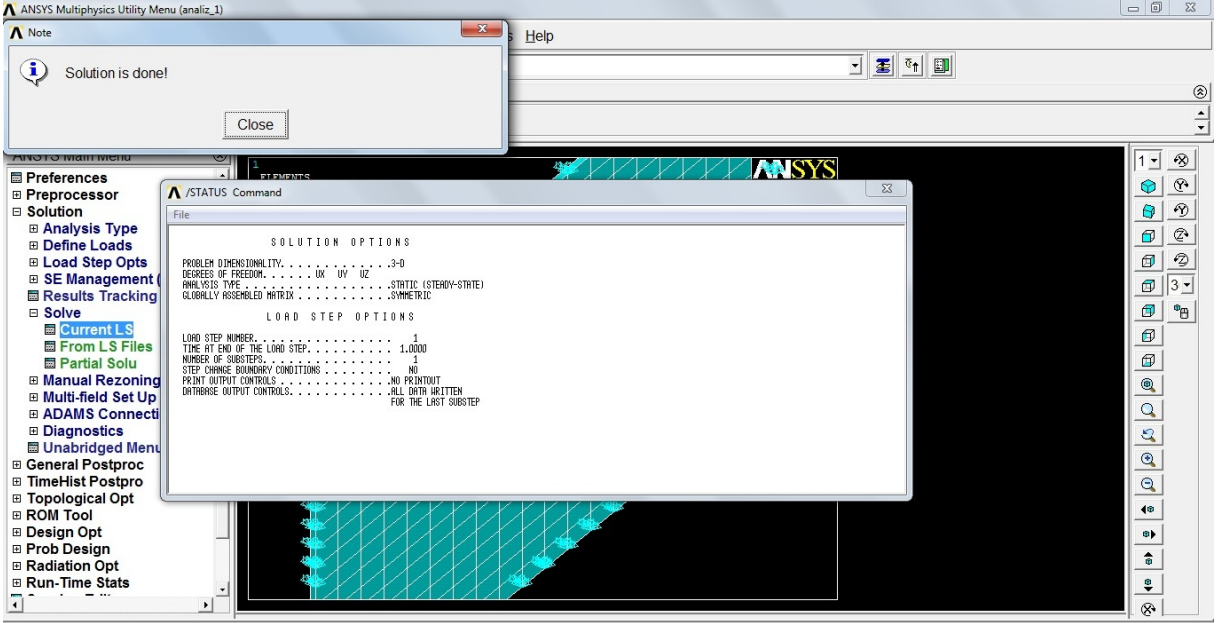 ANSYS Multiphysics Utility Menu (analiz_1)
Note
Help
Solution is done!
Close
ANSYS Main Menu
Preferences
Preprocessor
Solution
Analysis Type
Define Loads
Load Step Opts
SE Management (
Results Tracking
Solve
Current LS
From LS Files
Partial Solu
Manual Rezoning
Multi-field Set Up
ADAMS Connecti
Diagnostics
Unabridged Menu
General Postproc
TimeHist Postpro
Topological Opt
ROM Tool
Design Opt
Prob Design
Radiation Opt
Run-Time Stats
1
ELEMENTS
ANSYS
/STATUS Command
File
SOLUTION OPTIONS
PROBLEM DIMENSIONALITY. . . . . . . . . . . . .3-D
DEGREES OF FREEDOM. . . . . . UX UY UZ
ANALYSIS TYPE . . . . . . . . . . . . . . . . .STATIC (STEADY-STATE)
GLOBALLY ASSEMBLED MATRIX . . . . . . . . . . .SYMMETRIC
LOAD STEP OPTIONS
LOAD STEP NUMBER. . . . . . . . . . . . . . . . 1
TIME AT END OF THE LOAD STEP. . . . . . . . . . 1.0000
NUMBER OF SUBSTEPS. . . . . . . . . . . . . . . 1
STEP CHANGE BOUNDARY CONDITIONS . . . . . . . . NO
PRINT OUTPUT CONTROLS . . . . . . . . . . . . .NO PRINTOUT
DATABASE OUTPUT CONTROLS. . . . . . . . . . . .ALL DATA WRITTEN
FOR THE LAST SUBSTEP
1
3